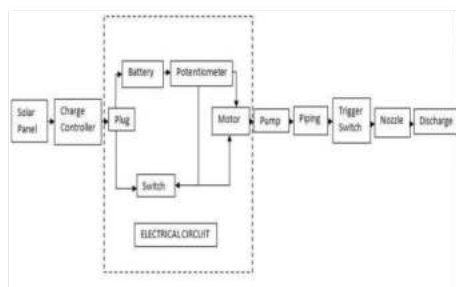 Solar
Panel
Charge
Controller
Plug
Battery
Potentiometer
Switch
Motor
Pump
Piping
Trigger
Switch
Nozzle
Discharge
ELECTRICAL CIRCUIT